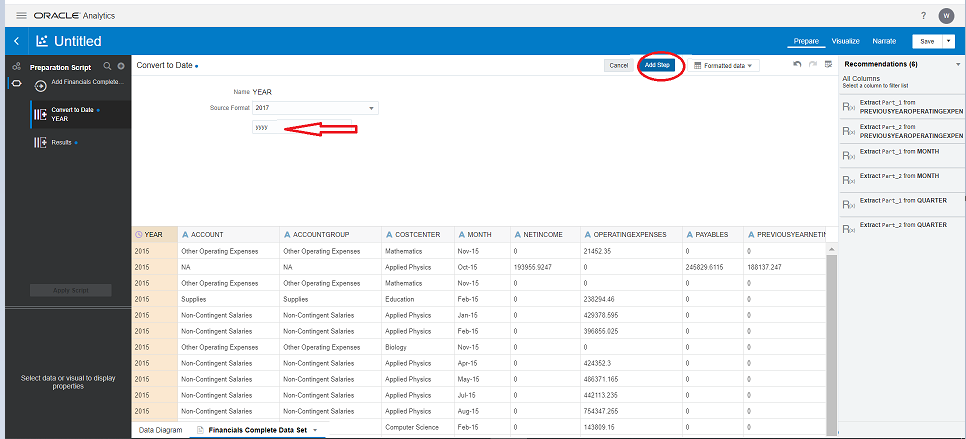 ORACLE Analytics
?
W
Untitled
Prepare
Visualize
Narrate
Save
Preparation Script
Add Financials Complete...
Convert to Date
YEAR
Results
Apply Script
Select data or visual to display
properties
Convert to Date
Cancel
Add Step
Formatted data
Name YEAR
Source Format 2017
yyyy
Recommendations (6)
All Columns
Select a column to filter list
Extract Part_1 from
PREVIOUSYEAROPERATINGEXPEN
Extract Part_2 from
PREVIOUSYEAROPERATINGEXPEN
Extract Part_1 from MONTH
Extract Part_2 from MONTH
Extract Part_1 from QUARTER
Extract Part_2 from QUARTER
YEAR A ACCOUNT A ACCOUNTGROUP A COSTCENTER A MONTH A NETINCOME A OPERATINGEXPENSES A PAYABLES A PREVIOUSYEARNETIN
2015 Other Operating Expenses Other Operating Expenses Mathematics Nov-15 0 21452.35 0 0
2015 NA NA Applied Physics Oct-15 193955.9247 0 245829.6115 188137.247
2015 Other Operating Expenses Other Operating Expenses Mathematics Nov-15 0 0 0
2015 Supplies Supplies Education Feb-15 0 238294.46 0 0
2015 Non-Contingent Salaries Non-Contingent Salaries Applied Physics Jan-15 0 429378.595 0 0
2015 Non-Contingent Salaries Non-Contingent Salaries Applied Physics Feb-15 0 396855.025 0 0
2015 Other Operating Expenses Other Operating Expenses Biology Nov-15 0 0 0
2015 Non-Contingent Salaries Non-Contingent Salaries Applied Physics Apr-15 0 424352.3 0 0
2015 Non-Contingent Salaries Non-Contingent Salaries Applied Physics May-15 0 486371.165 0 0
2015 Non-Contingent Salaries Non-Contingent Salaries Applied Physics Jul-15 0 442113.235 0 0
2015 Non-Contingent Salaries Non-Contingent Salaries Applied Physics Aug-15 0 754347.255 0 0
Computer Science Feb-15 0 143809.15 0 0
Data Diagram
Financials Complete Data Set